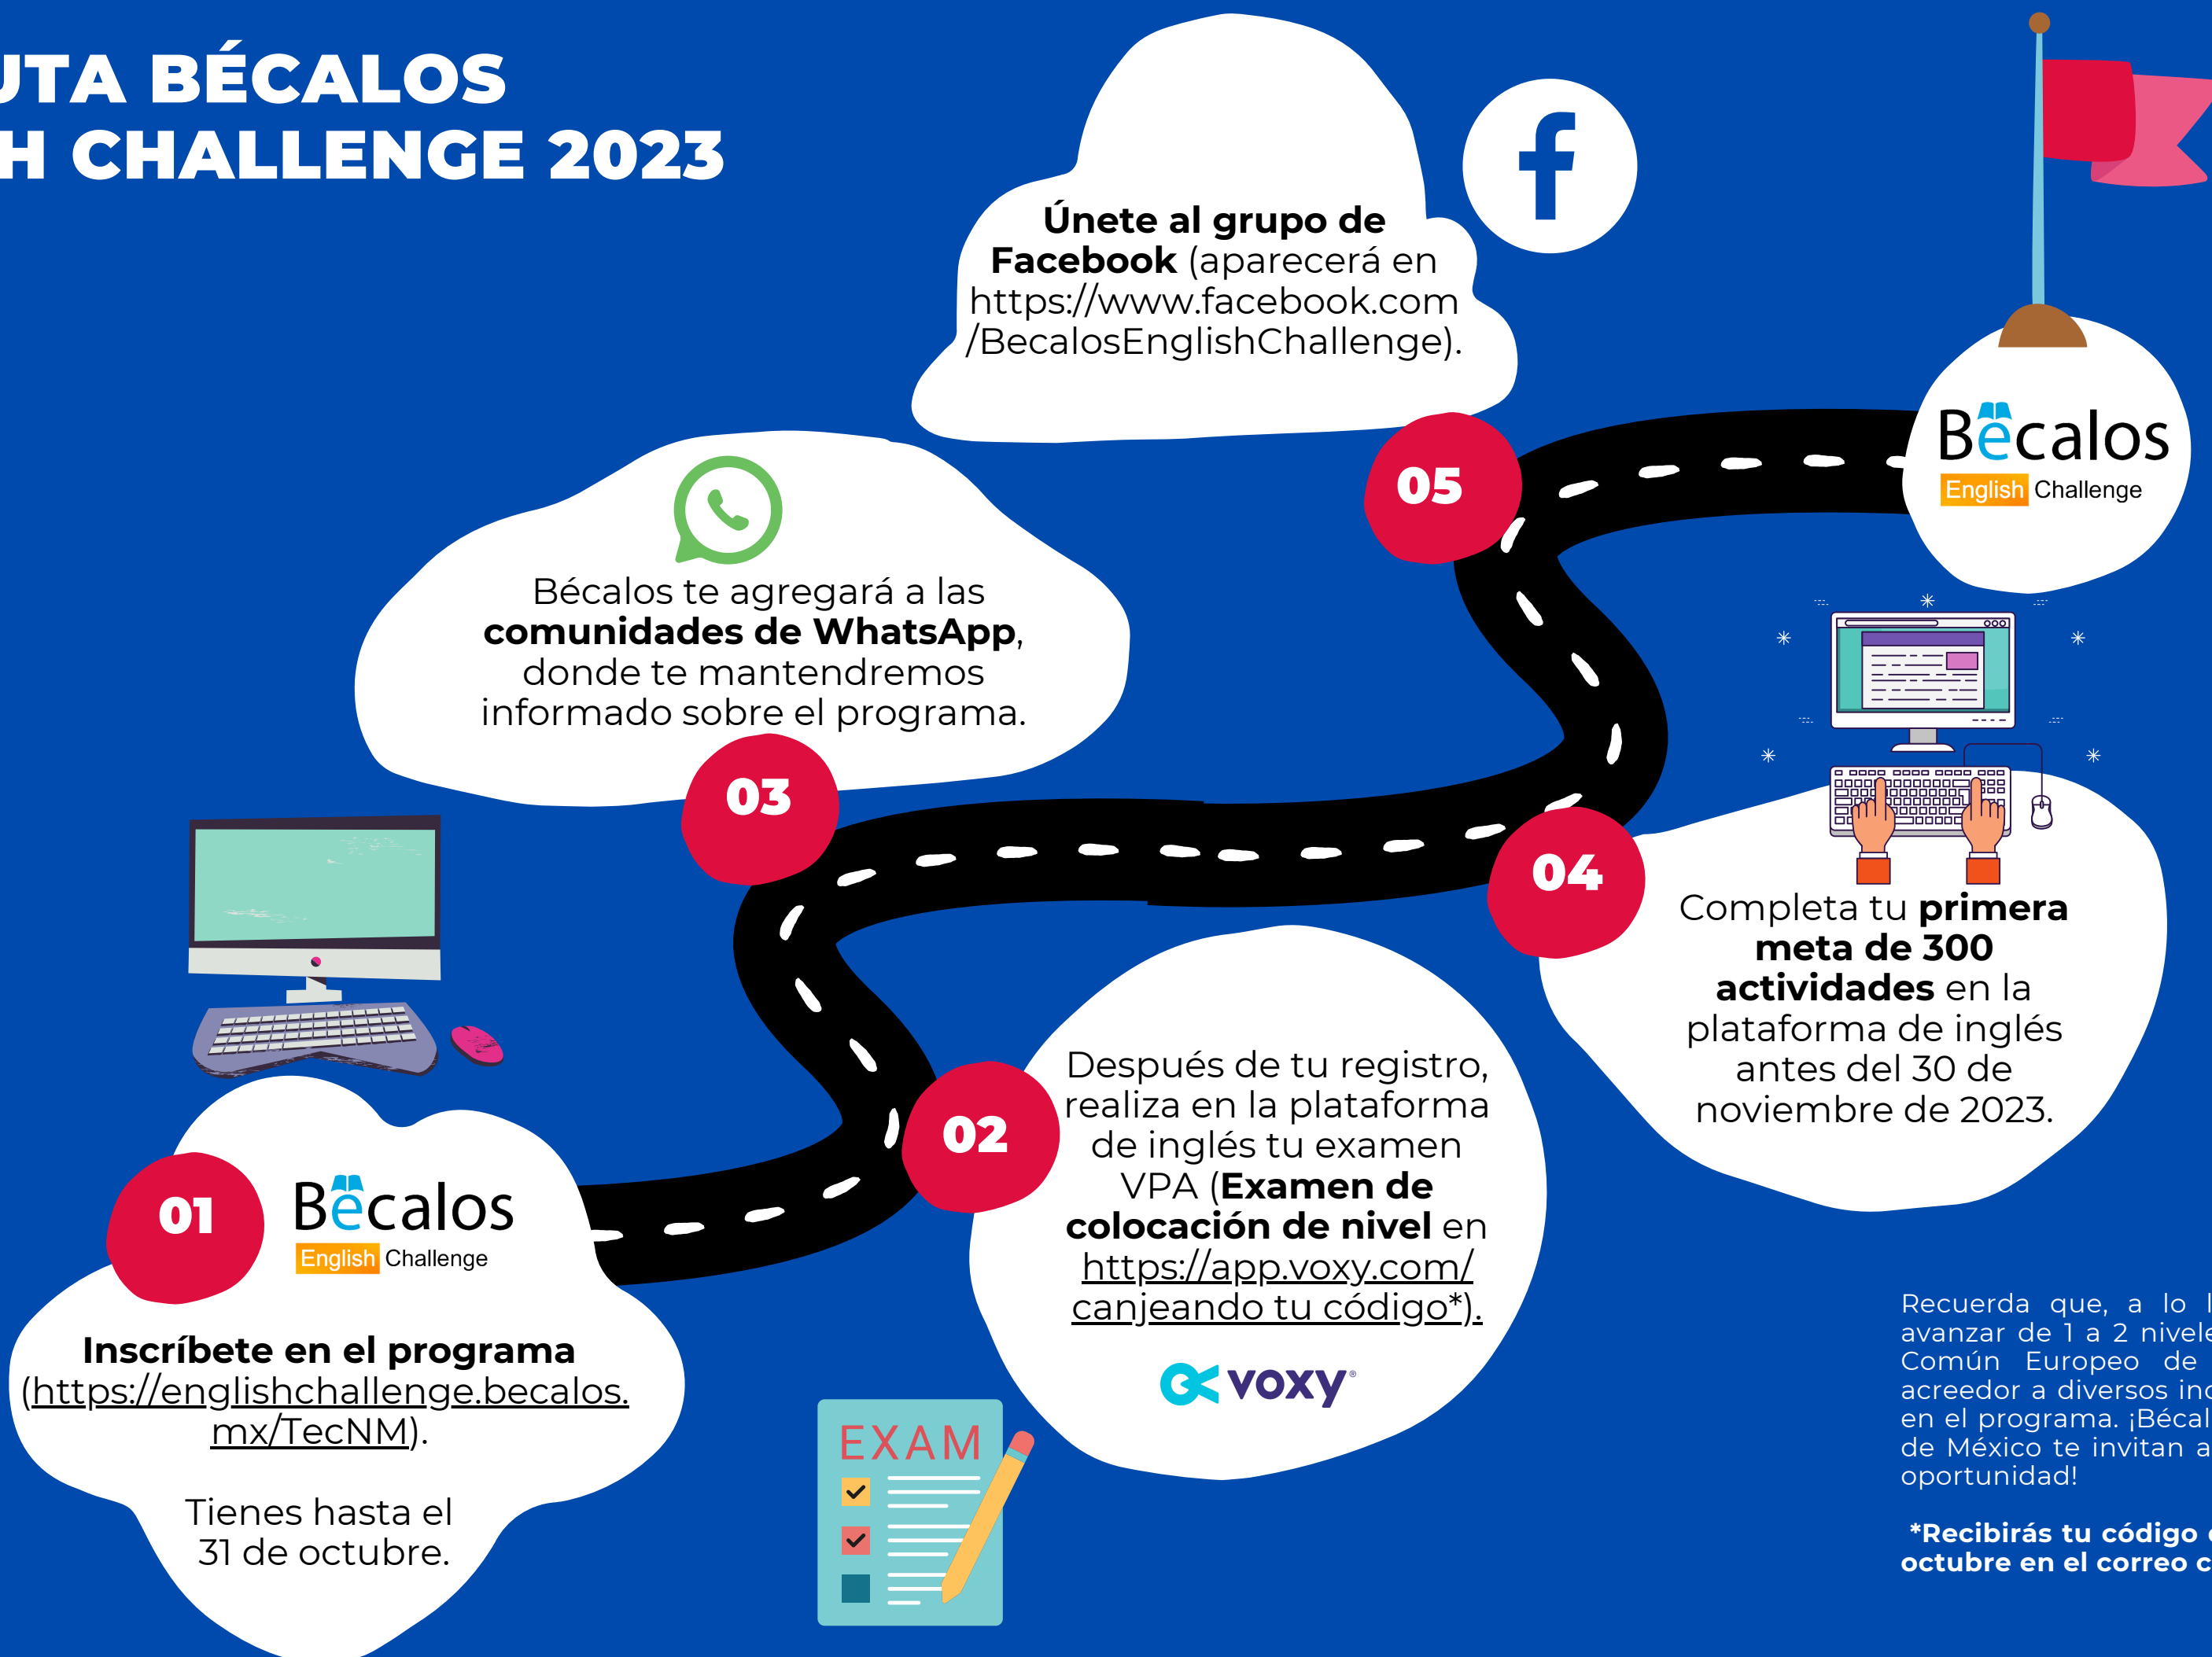 UTA BÉCALOS
H CHALLENGE 2023
01
Bécalos
English Challenge
Inscríbete en el programa
(https://englishchallenge.becalos.
mx/TecNM).
Tienes hasta el
31 de octubre.
02
Después de tu registro,
realiza en la plataforma
de inglés tu examen
VPA (Examen de
colocación de nivel en
https://app.voxy.com/
canjeando tu código*).
voxy®
EXAM
03
Bécalos te agregará a las
comunidades de WhatsApp,
donde te mantendremos
informado sobre el programa.
04
Completa tu primera
meta de 300
actividades en la
plataforma de inglés
antes del 30 de
noviembre de 2023.
05
Únete al grupo de
Facebook (aparecerá en
https://www.facebook.com
/BecalosEnglishChallenge).
f
Bécalos
English Challenge
Recuerda que, a lo l
avanzar de 1 a 2 nivele
Común Europeo de
acreedor a diversos inc
en el programa. ¡Bécal
de México te invitan a
oportunidad!
*Recibirás tu código
octubre en el correo c